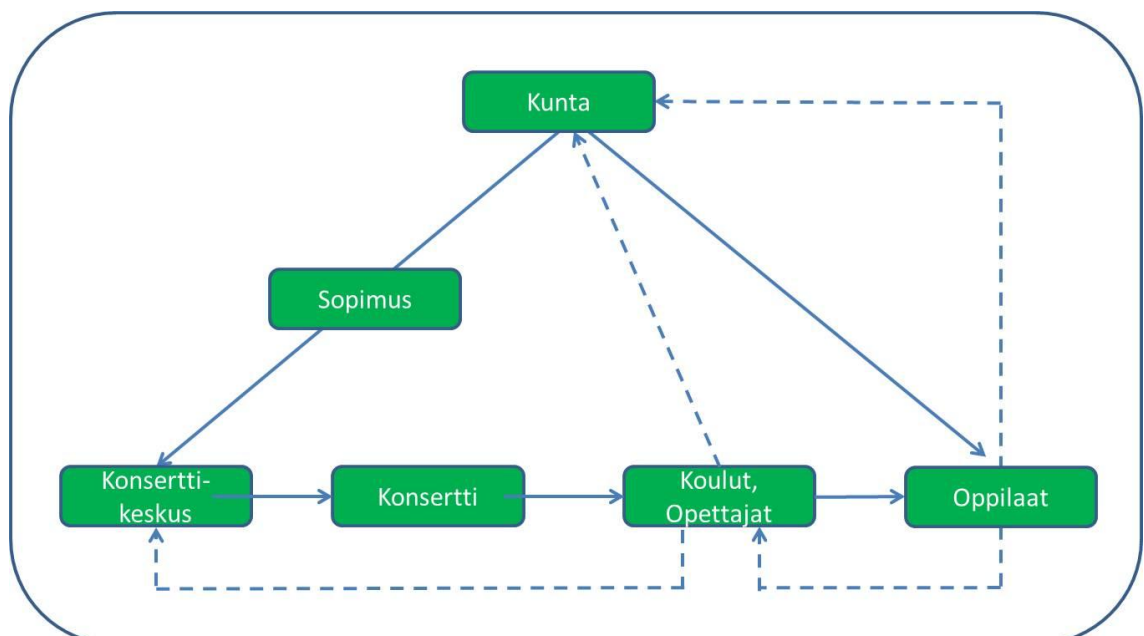 Kunta
Sopimus
Konsertti-
keskus
Konsertti
Koulut,
Opettajat
Oppilaat